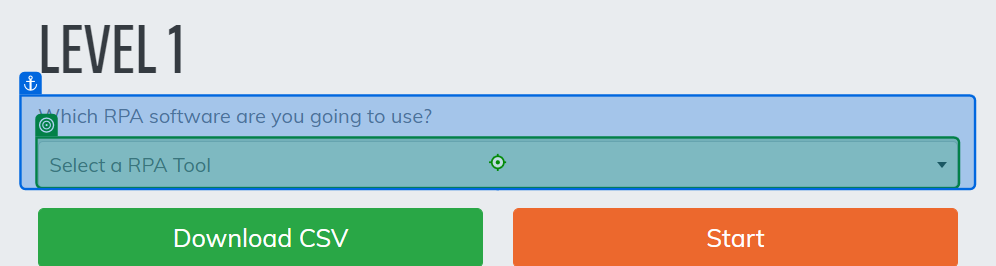 LEVEL 1
Which RPA software are you going to use?
Select a RPA Tool
Download CSV
Start